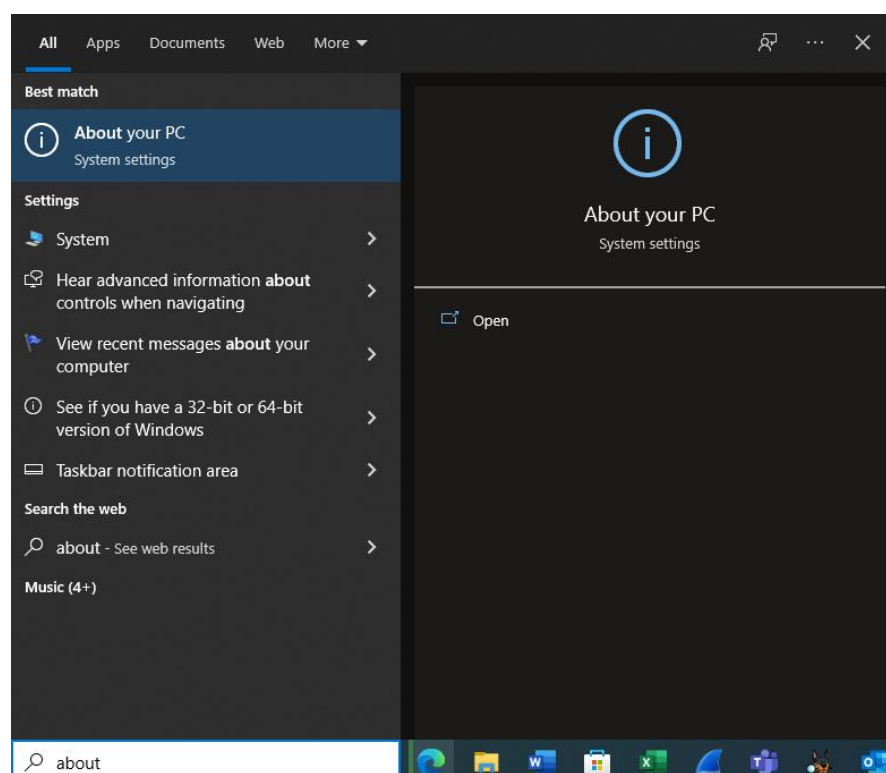 All Apps Documents Web More
Best match
About your PC
System settings
Settings
System
Hear advanced information about
controls when navigating
View recent messages about your
computer
See if you have a 32-bit or 64-bit
version of Windows
Taskbar notification area
Search the web
about - See web results
Music (4+)
About your PC
System settings
Open
about